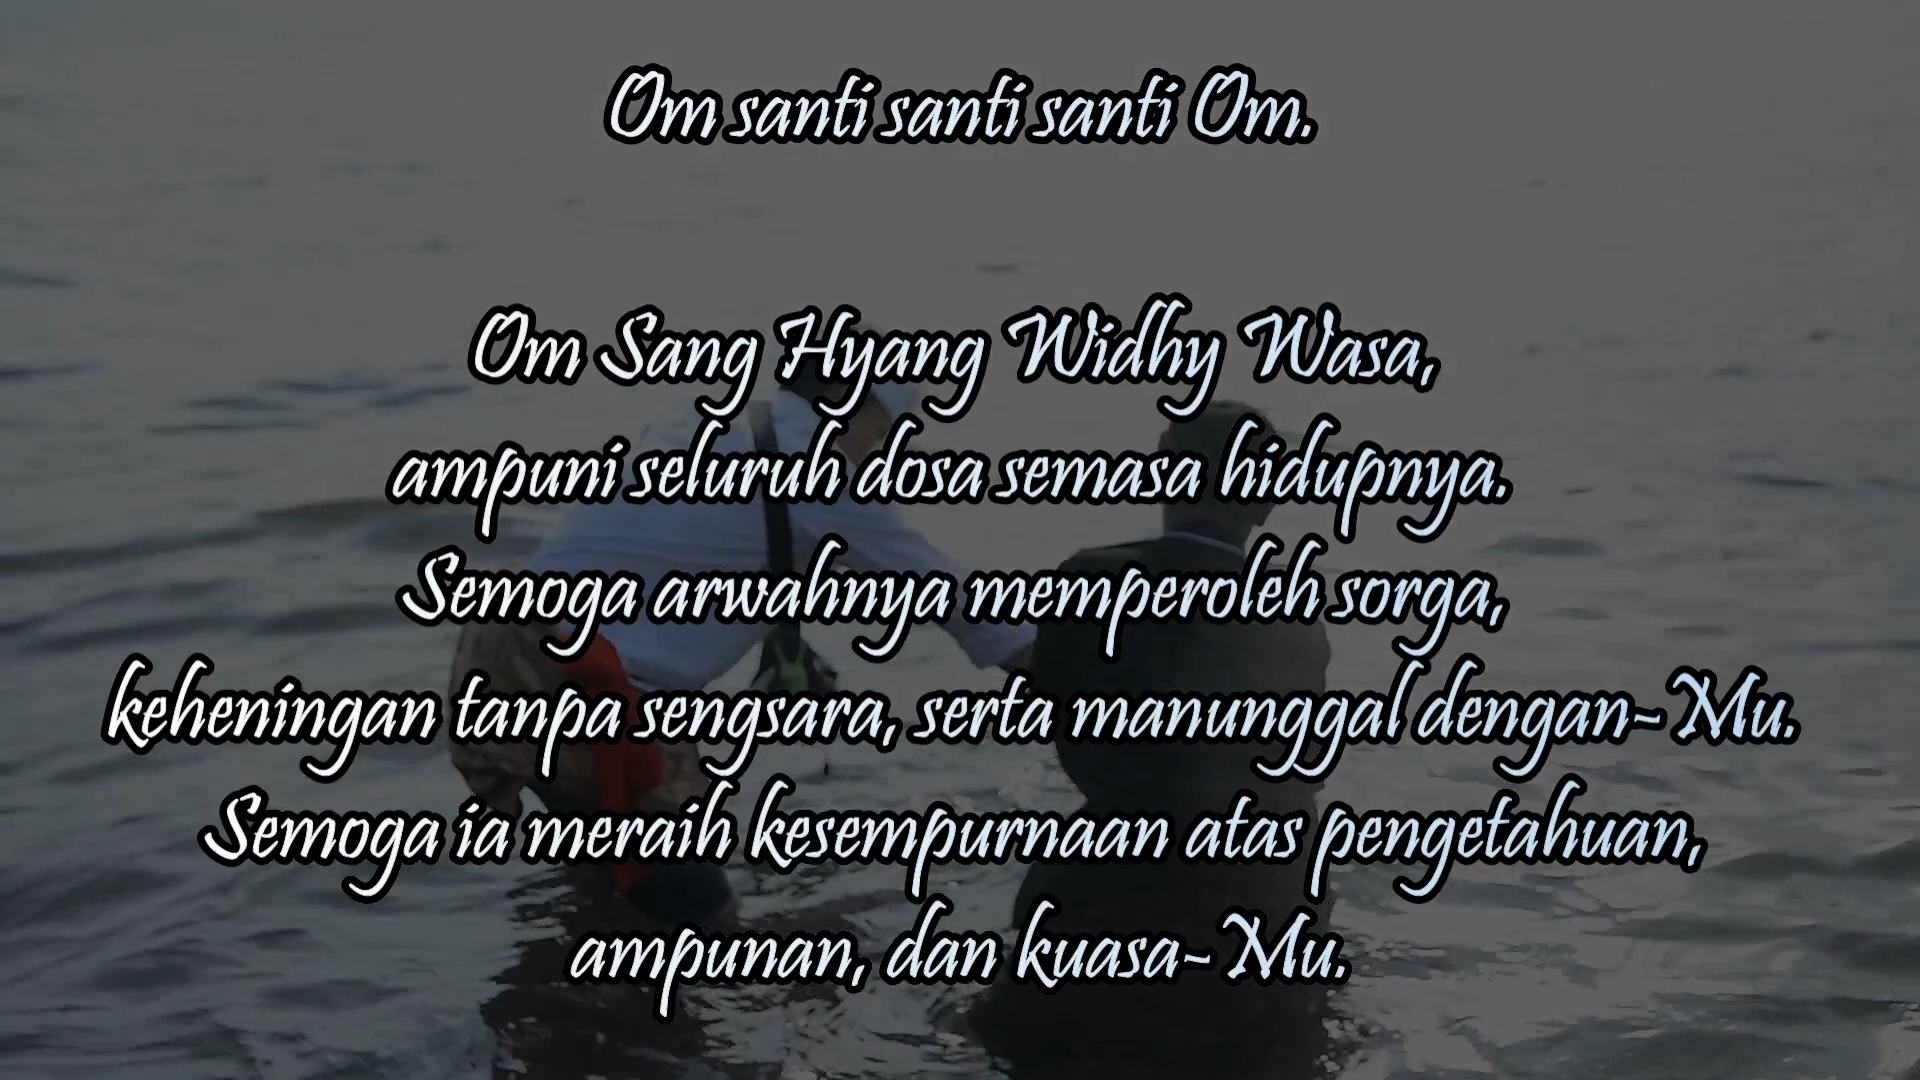 Om santi santi santi Om.
Om Sang Hyang Widhy Wasa,
ampuni seluruh dosa semasa hidupnya.
Semoga arwahnya memperoleh sorga,
keheningan tanpa sengsara, serta manunggal dengan-Mu.
Semoga ia meraih kesempurnaan atas pengetahuan,
ampunan, dan kuasa-Mu.